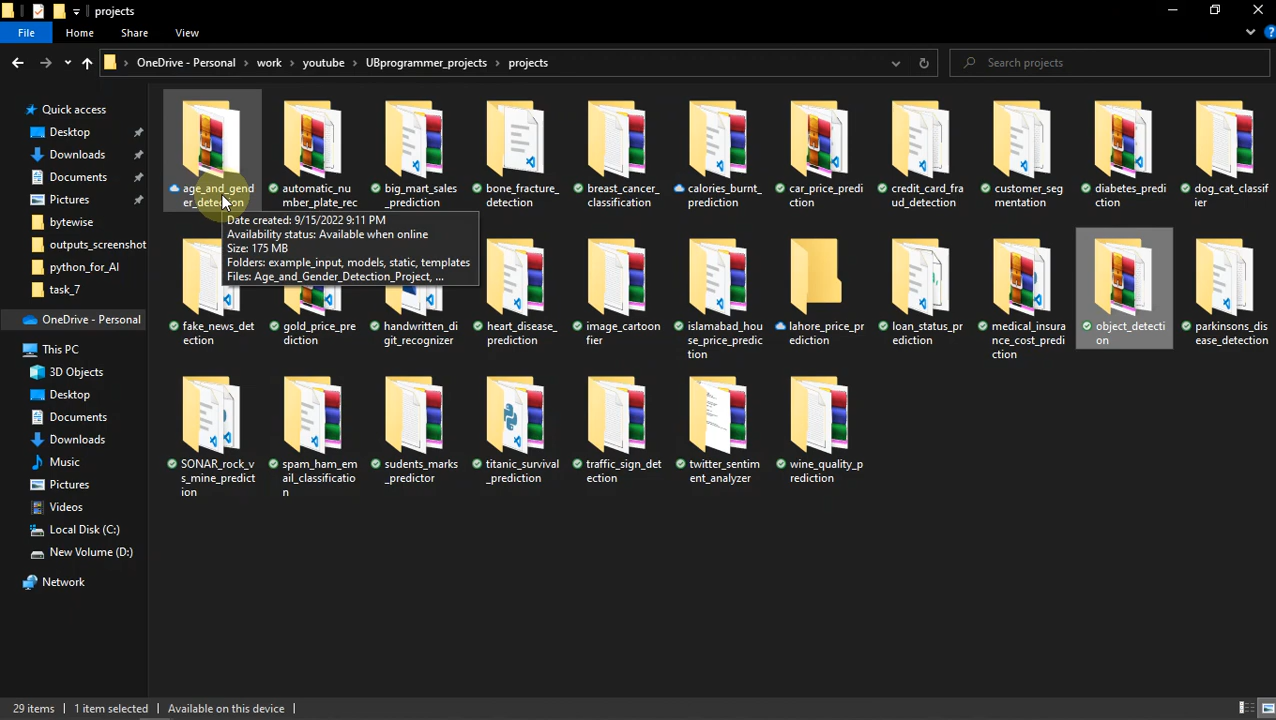 projects
File
Home
Share
View
OneDrive - Personal
work
youtube
UBprogrammer_projects
projects
Search projects
Quick access
Desktop
Downloads
Documents
Pictures
bytewise
outputs_screenshot
python_for_AI
task_7
OneDrive - Personal
This PC
3D Objects
Desktop
Documents
Downloads
Music
Pictures
Videos
Local Disk (C:)
New Volume (D:)
Network
age_and_gend
er_detection
automatic_nu
mber_plate_rec
big_mart_sales
_prediction
bone_fracture_
detection
breast_cancer_
classification
calories_burnt_
prediction
car_price_predi
ction
credit_card_fra
ud_detection
customer_seg
mentation
diabetes_predi
ction
dog_cat_classif
ier
Date created: 9/15/2022 9:11 PM
Availability status: Available when online
Size: 175 MB
Folders: example_input, models, static, templates
Files: Age_and_Gender_Detection_Project, ...
fake_news_det
ection
gold_price_pre
diction
handwritten_di
git_recognizer
heart_disease_
prediction
image_cartoon
ifier
islamabad_hou
se_price_predic
tion
lahore_price_pr
ediction
loan_status_pr
ediction
medical_insura
nce_cost_predi
ction
object_detecti
on
parkinsons_dis
ease_detection
SONAR_rock_v
s_mine_predict
ion
spam_ham_em
ail_classificatio
n
sudents_marks
_predictor
titanic_survival
_prediction
traffic_sign_det
ection
twitter_sentim
ent_analyzer
wine_quality_p
rediction
29 items
1 item selected
Available on this device